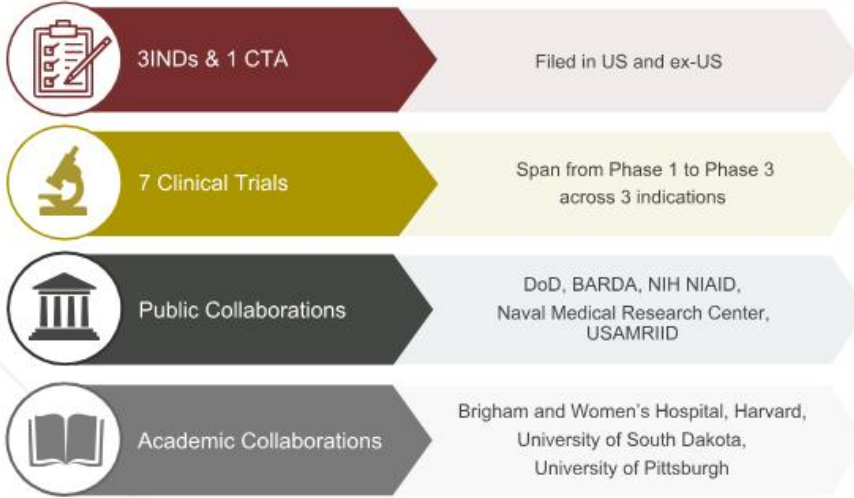 3INDs & 1 CTA
Filed in US and ex-US
7 Clinical Trials
Span from Phase 1 to Phase 3
across 3 indications
Public Collaborations
DoD, BARDA, NIH NIAID,
Naval Medical Research Center,
USAMRIID
Academic Collaborations
Brigham and Women's Hospital, Harvard,
University of South Dakota,
University of Pittsburgh